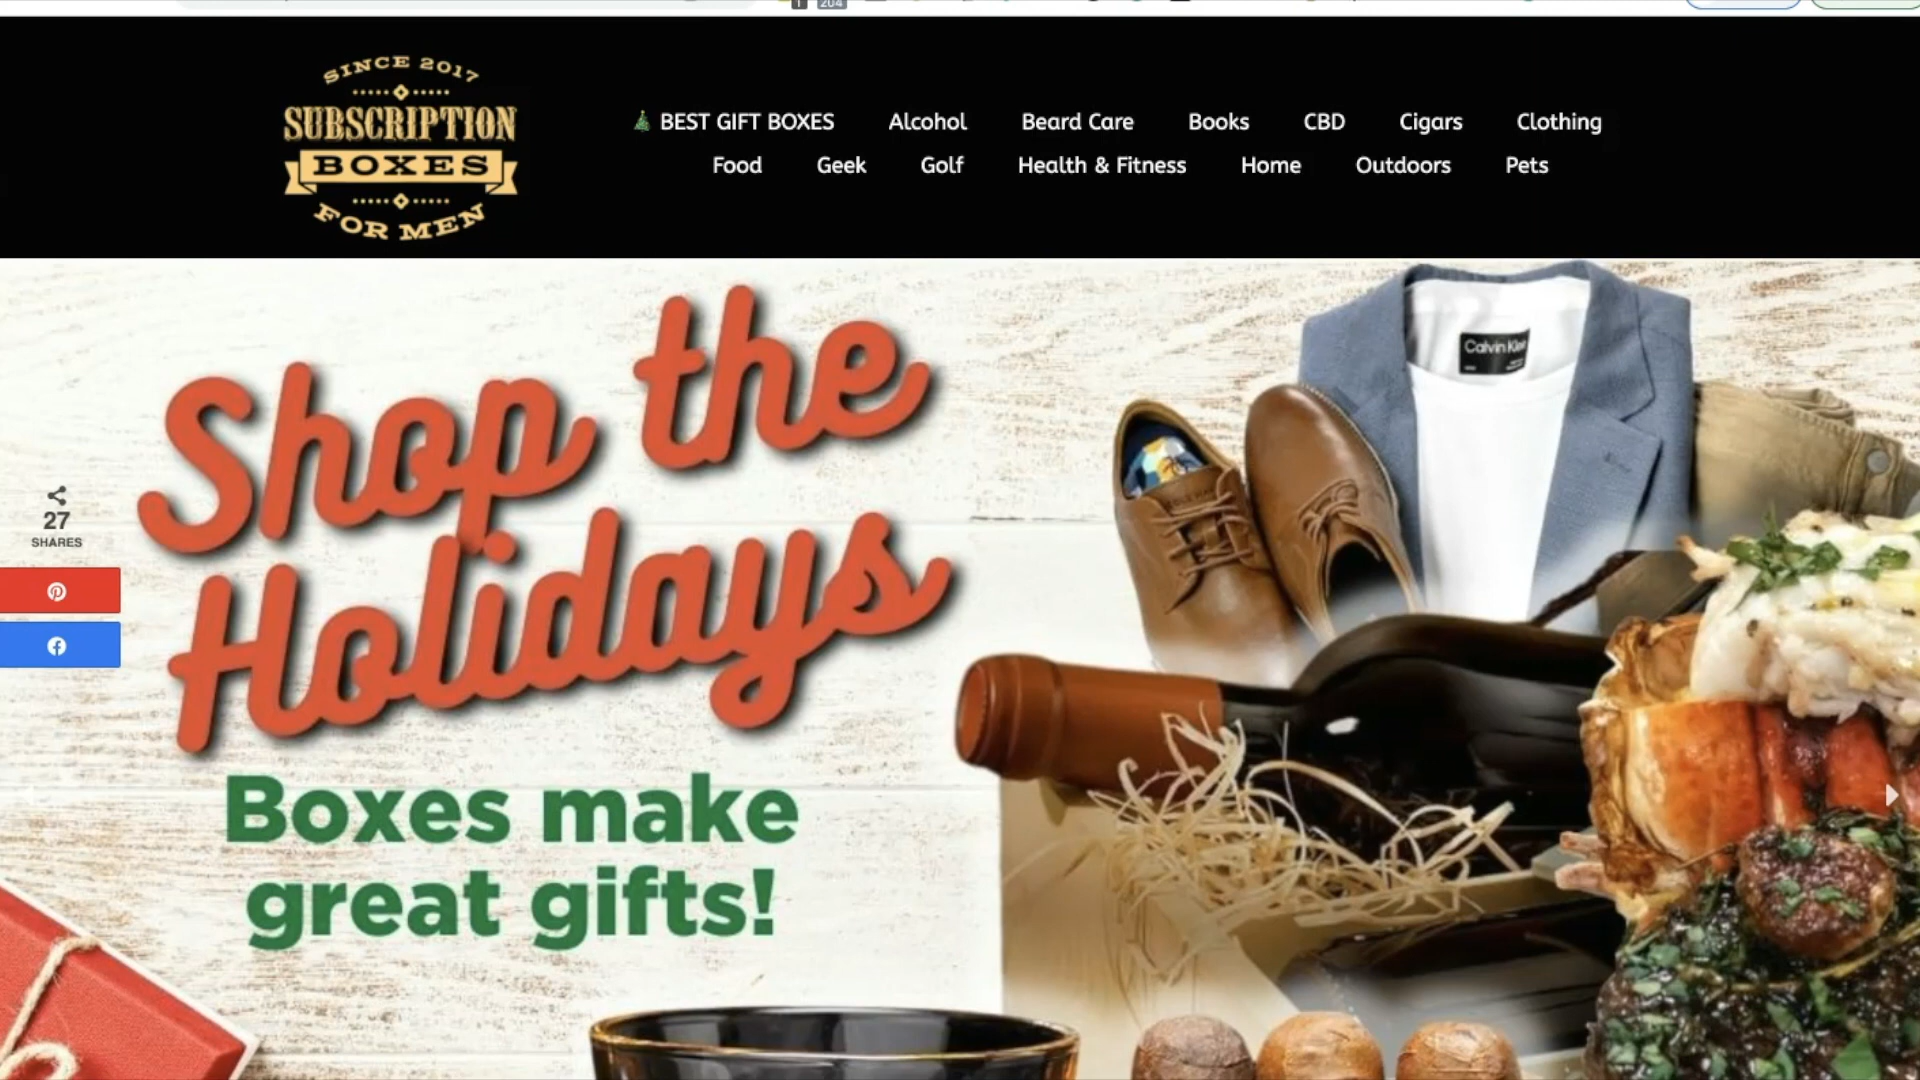 204
SINCE 2017
SUBSCRIPTION
BOXES
FOR MEN
BEST GIFT BOXES Alcohol Beard Care Books CBD Cigars Clothing
Food Geek Golf Health & Fitness Home Outdoors Pets
Shop the
Holidays
Boxes make
great gifts!
27
SHARES
Calvin Klein